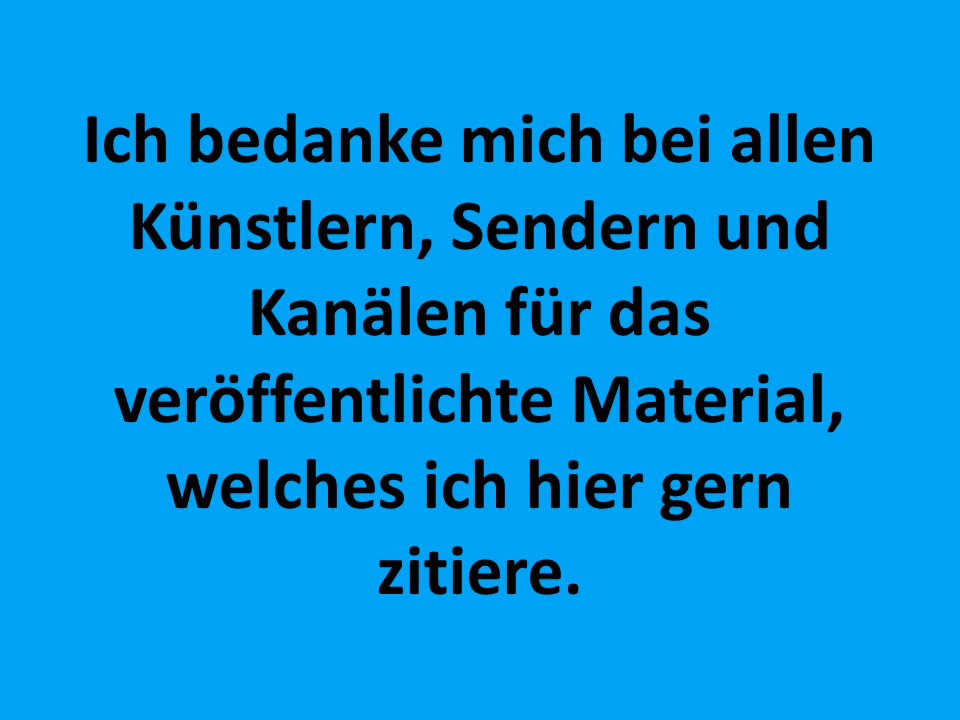 Ich bedanke mich bei allen
Künstlern, Sendern und
Kanälen für das
veröffentlichte Material,
welches ich hier gern
zitiere.